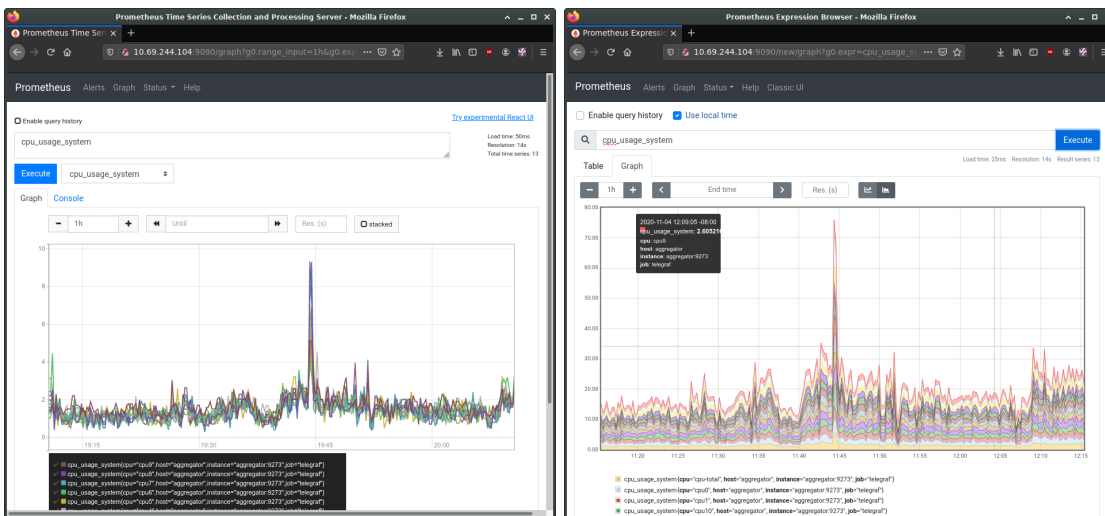 Prometheus Time Series Collection and Processing Server - Mozilla Firefox
Prometheus Time Seri
10.69.244.104:9090/graph?g0.range_input=1h&g0.exp
Prometheus Alerts Graph Status Help
Enable query history
Try experimental React UI
cpu_usage_system
Load time: 50ms
Resolution: 14s
Total time series: 13
Execute cpu_usage_system
Graph Console
1h Until Res. (s) stacked
10
8
6
4
2
0
19:15 19:30 19:45 20:00
cpu_usage_system{cpu="cpu9",host="aggregator",instance="aggregator:9273",job="telegraf"}
cpu_usage_system{cpu="cpu8",host="aggregator",instance="aggregator:9273",job="telegraf"}
cpu_usage_system{cpu="cpu7",host="aggregator",instance="aggregator:9273",job="telegraf"}
cpu_usage_system{cpu="cpu6",host="aggregator",instance="aggregator:9273",job="telegraf"}
cpu_usage_system{cpu="cpu5",host="aggregator",instance="aggregator:9273",job="telegraf"}
Prometheus Expression Browser - Mozilla Firefox
Prometheus Expressio
10.69.244.104:9090/new/graph?g0.expr=cpu_usage_sy
Prometheus Alerts Graph Status Help Classic UI
Enable query history Use local time
cpu_usage_system Execute
Table Graph
Load time: 25ms Resolution: 14s Result series: 13
1h End time Res. (s)
80.00
70.00
60.00
50.00
40.00
30.00
20.00
10.00
0.00
2020-11-04 12:09:05 -08:00
cpu_usage_system: 2.605216
cpu: cpu9
host: aggregator
instance: aggregator:9273
job: telegraf
11:20 11:25 11:30 11:35 11:40 11:45 11:50 11:55 12:00 12:05 12:10 12:15
cpu_usage_system{cpu="cpu-total", host="aggregator", instance="aggregator:9273", job="telegraf"}
cpu_usage_system{cpu="cpu0", host="aggregator", instance="aggregator:9273", job="telegraf"}
cpu_usage_system{cpu="cpu1", host="aggregator", instance="aggregator:9273", job="telegraf"}
cpu_usage_system{cpu="cpu10", host="aggregator", instance="aggregator:9273", job="telegraf"}